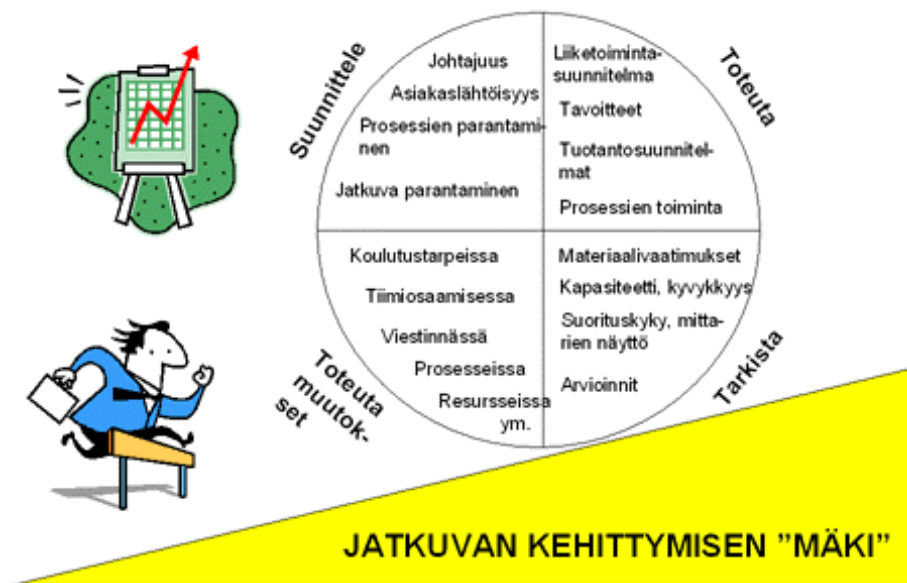 Suunnittele
Johtajuus
Asiakaslähtöisyys
Prosessien parantami-
nen
Jatkuva parantaminen
Toteuta
Liiketoiminta-
suunnitelma
Tavoitteet
Tuotantosuunnitel-
mat
Prosessien toiminta
Toteuta
muutok-
set
Koulutustarpeissa
Tiimiosaamisessa
Viestinnässä
Prosesseissa
Resursseissa
ym.
Tarkista
Materiaalivaatimukset
Kapasiteetti, kyvykkyys
Suorituskyky, mitta-
rien näyttö
Arvioinnit
JATKUVAN KEHITTYMISEN ”MÄKI”